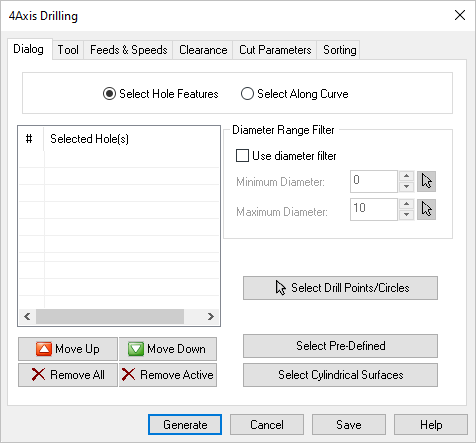 4Axis Drilling
Dialog Tool Feeds & Speeds Clearance Cut Parameters Sorting
Select Hole Features Select Along Curve
# Selected Hole(s)
Diameter Range Filter
Use diameter filter
Minimum Diameter: 0
Maximum Diameter: 10
Select Drill Points/Circles
Move Up Move Down
Remove All Remove Active
Select Pre-Defined
Select Cylindrical Surfaces
Generate Cancel Save Help